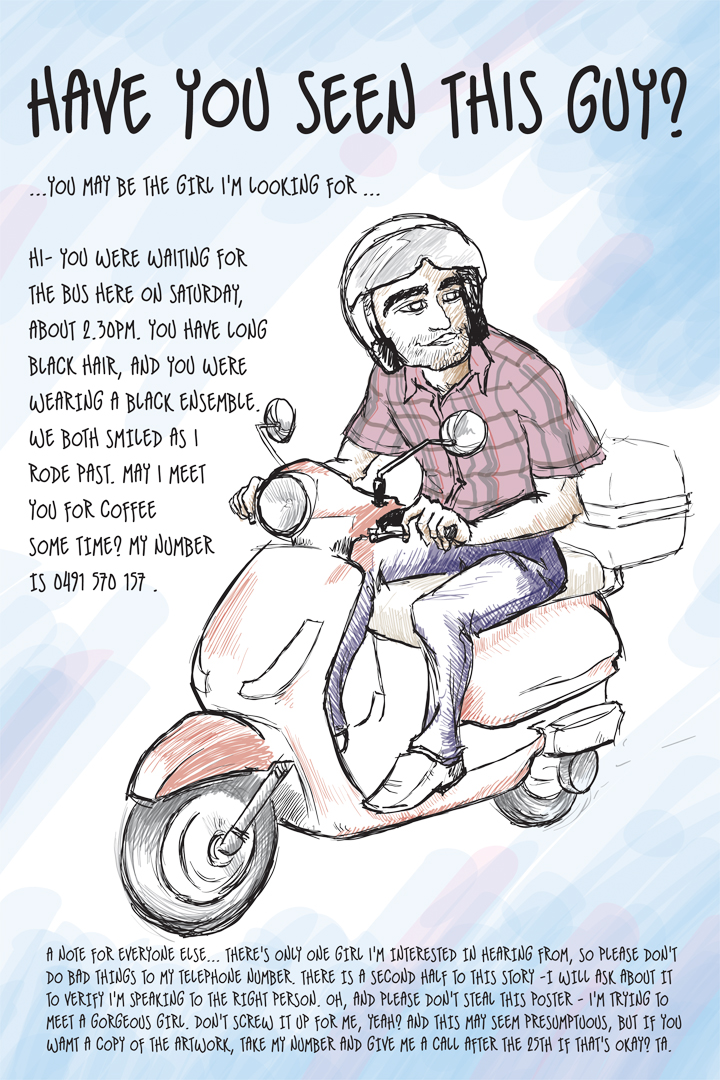 HAVE YOU SEEN THIS GUY?
...YOU MAY BE THE GIRL I'M LOOKING FOR ...
HI- YOU WERE WAITING FOR
THE BUS HERE ON SATURDAY,
ABOUT 2.30PM. YOU HAVE LONG
BLACK HAIR, AND YOU WERE
WEARING A BLACK ENSEMBLE.
WE BOTH SMILED AS I
RODE PAST. MAY I MEET
YOU FOR COFFEE
SOME TIME? MY NUMBER
IS 0491 570 157 .
A NOTE FOR EVERYONE ELSE... THERE'S ONLY ONE GIRL I'M INTERESTED IN HEARING FROM, SO PLEASE DON'T
DO BAD THINGS TO MY TELEPHONE NUMBER. THERE IS A SECOND HALF TO THIS STORY -I WILL ASK ABOUT IT
TO VERIFY I'M SPEAKING TO THE RIGHT PERSON. OH, AND PLEASE DON'T STEAL THIS POSTER - I'M TRYING TO
MEET A GORGEOUS GIRL. DON'T SCREW IT UP FOR ME, YEAH? AND THIS MAY SEEM PRESUMPTUOUS, BUT IF YOU
WAMT A COPY OF THE ARTWORK, TAKE MY NUMBER AND GIVE ME A CALL AFTER THE 25TH IF THAT'S OKAY? TA.